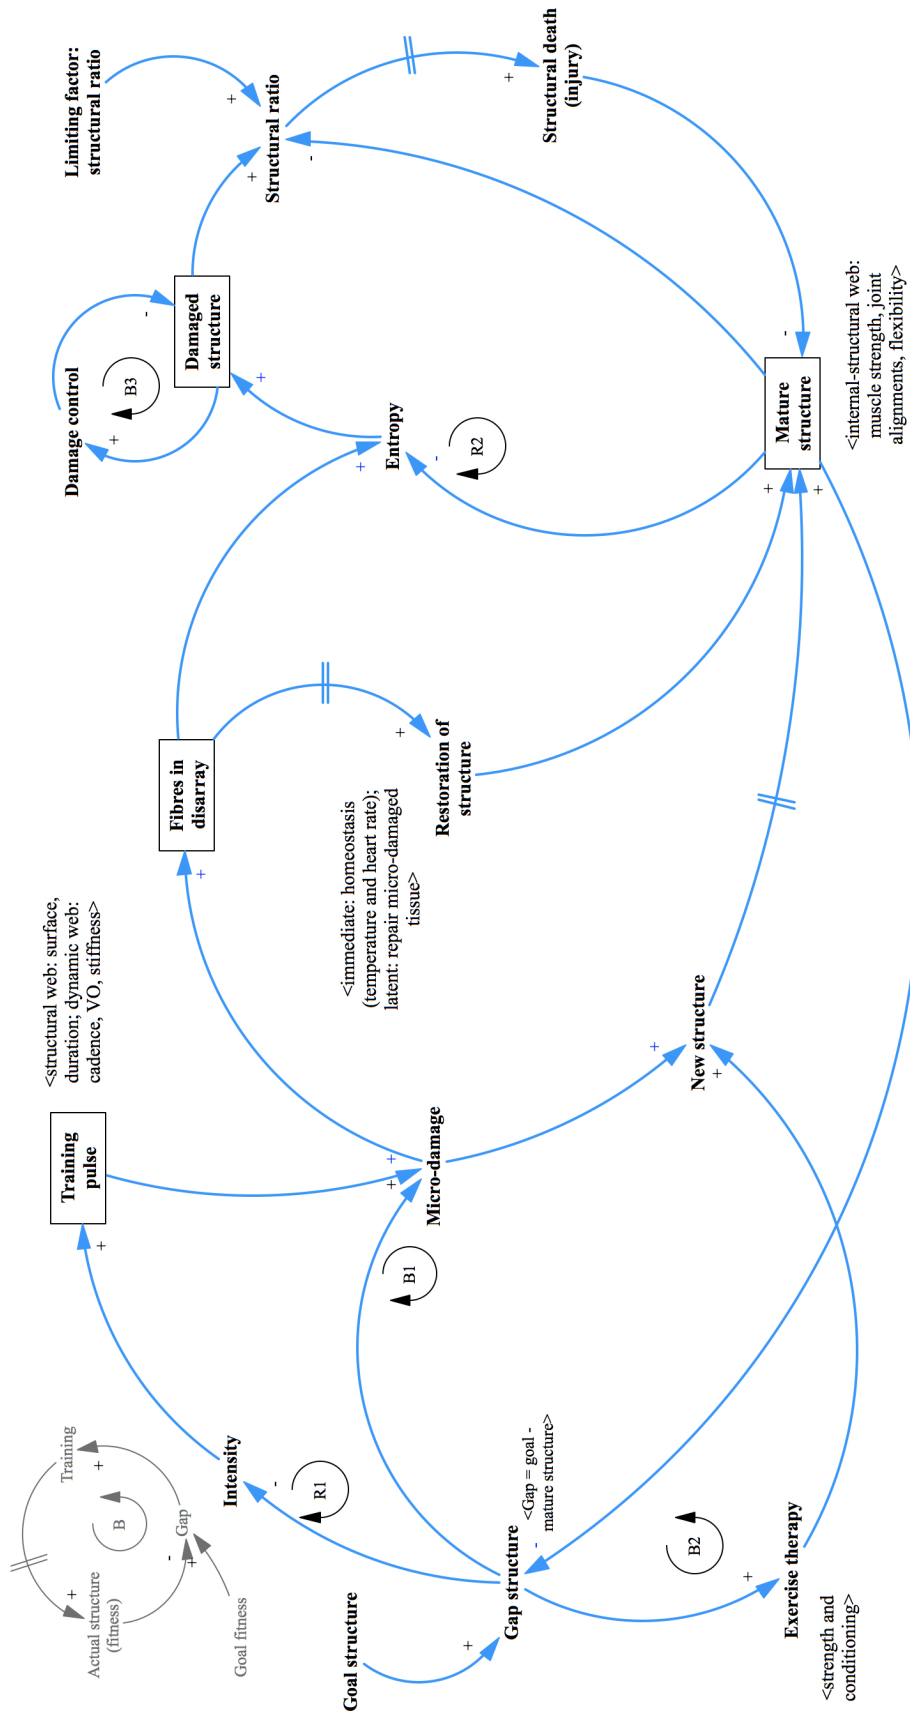 Actual structure
(fitness)
+
Training
+
B
Gap
-
+
Goal fitness
Intensity
+
Training
pulse
<structural web: surface,
duration; dynamic web:
cadence, VO, stiffness>
Damage control
+
-
B3
Damaged
structure
+
Limiting factor:
structural ratio
+
+
Structural ratio
-
Fibres in
disarray
+
Entropy
+
-
R2
Goal structure
+
-
R1
Gap structure
-
<Gap = goal -
mature structure>
B1
+
+
Micro-damage
<immediate: homeostasis
(temperature and heart rate);
latent: repair micro-damaged
tissue>
+
Restoration of
structure
+
Structural death
(injury)
B2
+
Exercise therapy
<strength and
conditioning>
+
New structure
+
+
+
Mature
structure
-
<internal-structural web:
muscle strength, joint
alignments, flexibility>